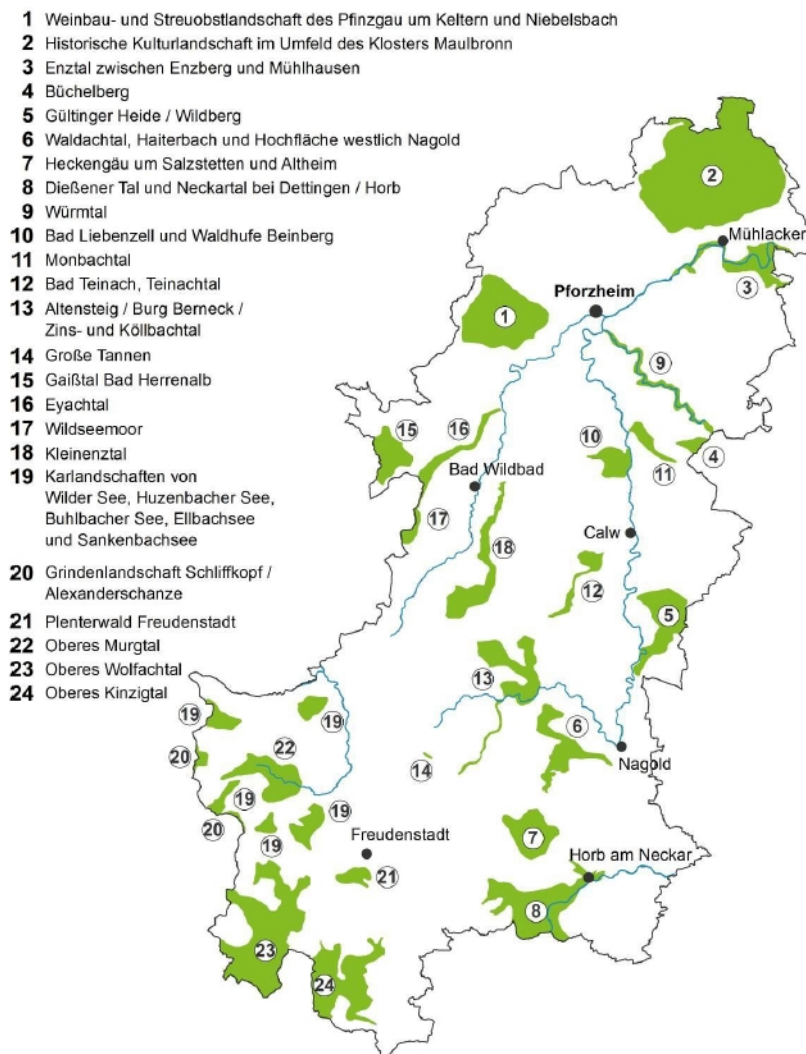 1 Weinbau- und Streuobstlandschaft des Pfinzgau um Keltern und Niebelsbach
2 Historische Kulturlandschaft im Umfeld des Klosters Maulbronn
3 Enztal zwischen Enzberg und Mühlhausen
4 Büchelberg
5 Gültinger Heide / Wildberg
6 Waldachtal, Haiterbach und Hochfläche westlich Nagold
7 Heckengäu um Salzstetten und Altheim
8 Dießener Tal und Neckartal bei Dettingen / Horb
9 Würmtal
10 Bad Liebenzell und Waldhufe Beinberg
11 Monbachtal
12 Bad Teinach, Teinachtal
13 Altensteig / Burg Berneck /
Zins- und Köllbachtal
14 Große Tannen
15 Gaißtal Bad Herrenalb
16 Eyachtal
17 Wildseemoor
18 Kleinenztal
19 Karlandschaften von
Wilder See, Huzenbacher See,
Buhlbacher See, Ellbachsee
und Sankenbachsee
20 Grindenlandschaft Schliffkopf /
Alexanderschanze
21 Plenterwald Freudenstadt
22 Oberes Murgtal
23 Oberes Wolfachtal
24 Oberes Kinzigtal
2
Mühlacker
3
Pforzheim
1
9
15
16
10
4
11
Bad Wildbad
17
Calw
18
12
5
13
19
19
6
20
22
14
Nagold
19
19
20
7
19
Freudenstadt
21
Horb am Neckar
8
23
24